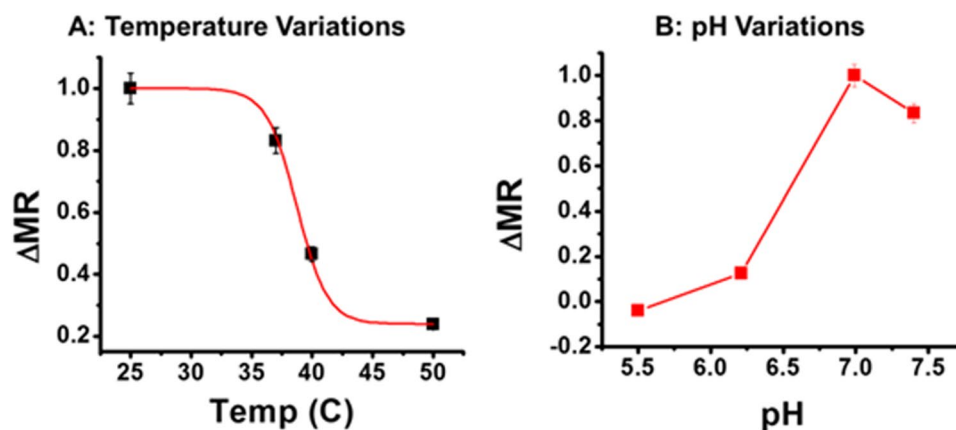 A: Temperature Variations
ΔMR
1.0
0.8
0.6
0.4
0.2
25 30 35 40 45 50
Temp (C)
B: pH Variations
ΔMR
1.0
0.8
0.6
0.4
0.2
0.0
-0.2
5.5 6.0 6.5 7.0 7.5
pH